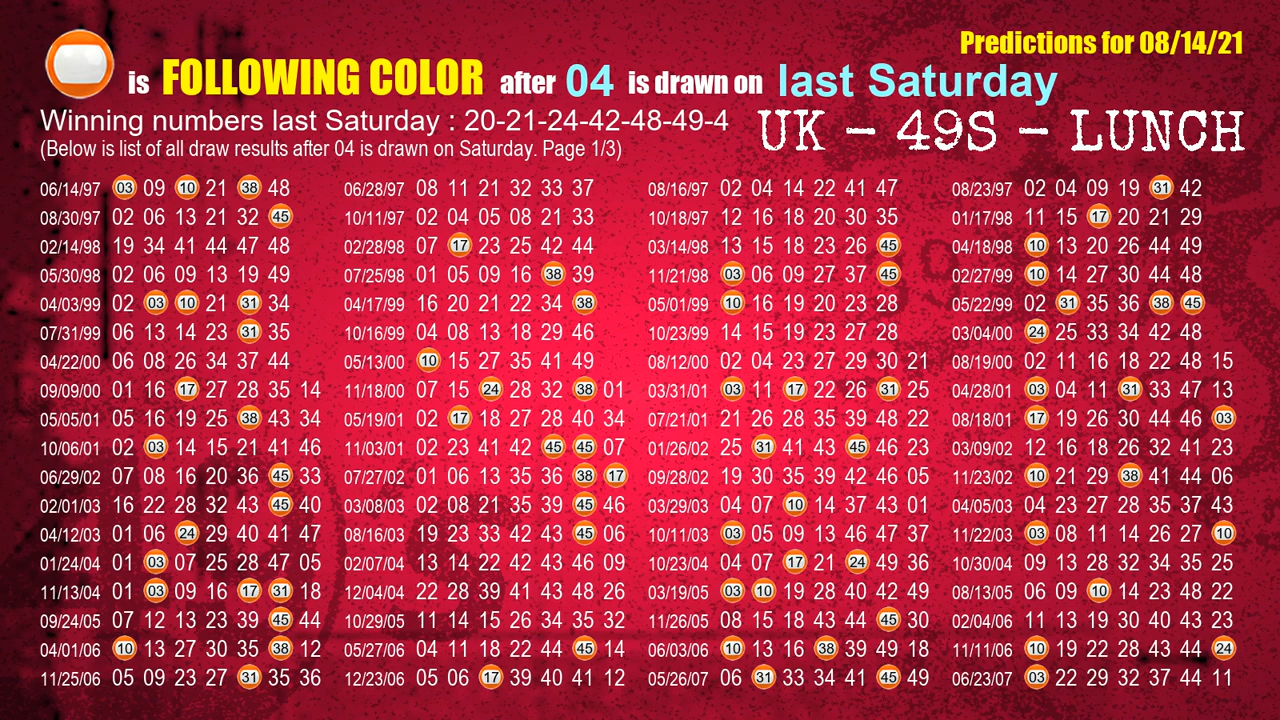 Predictions for 08/14/21
is FOLLOWING COLOR after 04 is drawn on last Saturday
Winning numbers last Saturday : 20-21-24-42-48-49-4
UK - 49S - LUNCH
(Below is list of all draw results after 04 is drawn on Saturday. Page 1/3)
06/14/97 03 09 10 21 38 48 06/28/97 08 11 21 32 33 37 08/16/97 02 04 14 22 41 47 08/23/97 02 04 09 19 31 42
08/30/97 02 06 13 21 32 45 10/11/97 02 04 05 08 21 33 10/18/97 12 16 18 20 30 35 01/17/98 11 15 17 20 21 29
02/14/98 19 34 41 44 47 48 02/28/98 07 17 23 25 42 44 03/14/98 13 15 18 23 26 45 04/18/98 10 13 20 26 44 49
05/30/98 02 06 09 13 19 49 07/25/98 01 05 09 16 38 39 11/21/98 03 06 09 27 37 45 02/27/99 10 14 27 30 44 48
04/03/99 02 03 10 21 31 34 04/17/99 16 20 21 22 34 38 05/01/99 10 16 19 20 23 28 05/22/99 02 31 35 36 38 45
07/31/99 06 13 14 23 31 35 10/16/99 04 08 13 18 29 46 10/23/99 14 15 19 23 27 28 03/04/00 24 25 33 34 42 48
04/22/00 06 08 26 34 37 44 05/13/00 10 15 27 35 41 49 08/12/00 02 04 23 27 29 30 21 08/19/00 02 11 16 18 22 48 15
09/09/00 01 16 17 27 28 35 14 11/18/00 07 15 24 28 32 38 01 03/31/01 03 11 17 22 26 31 25 04/28/01 03 04 11 31 33 47 13
05/05/01 05 16 19 25 38 43 34 05/19/01 02 17 18 27 28 40 34 07/21/01 21 26 28 35 39 48 22 08/18/01 17 19 26 30 44 46 03
10/06/01 02 03 14 15 21 41 46 11/03/01 02 23 41 42 45 45 07 01/26/02 25 31 41 43 45 46 23 03/09/02 12 16 18 26 32 41 23
06/29/02 07 08 16 20 36 45 33 07/27/02 01 06 13 35 36 38 17 09/28/02 19 30 35 39 42 46 05 11/23/02 10 21 29 38 41 44 06
02/01/03 16 22 28 32 43 45 40 03/08/03 02 08 21 35 39 45 46 03/29/03 04 07 10 14 37 43 01 04/05/03 04 23 27 28 35 37 43
04/12/03 01 06 24 29 40 41 47 08/16/03 19 23 33 42 43 45 06 10/11/03 03 05 09 13 46 47 37 11/22/03 03 08 11 14 26 27 10
01/24/04 01 03 07 25 28 47 05 02/07/04 13 14 22 42 43 46 09 10/23/04 04 07 17 21 24 49 36 10/30/04 09 13 28 32 34 35 25
11/13/04 01 03 09 16 17 31 18 12/04/04 22 28 39 41 43 48 26 03/19/05 03 10 19 28 40 42 49 08/13/05 06 09 10 14 23 48 22
09/24/05 07 12 13 23 39 45 44 10/29/05 11 14 15 26 34 35 32 11/26/05 08 15 18 43 44 45 30 02/04/06 11 13 19 30 40 43 23
04/01/06 10 13 27 30 35 38 12 05/27/06 04 11 18 22 44 45 14 06/03/06 10 13 16 38 39 49 18 11/11/06 10 19 22 28 43 44 24
11/25/06 05 09 23 27 31 35 36 12/23/06 05 06 17 39 40 41 12 05/26/07 06 31 33 34 41 45 49 06/23/07 03 22 29 32 37 44 11